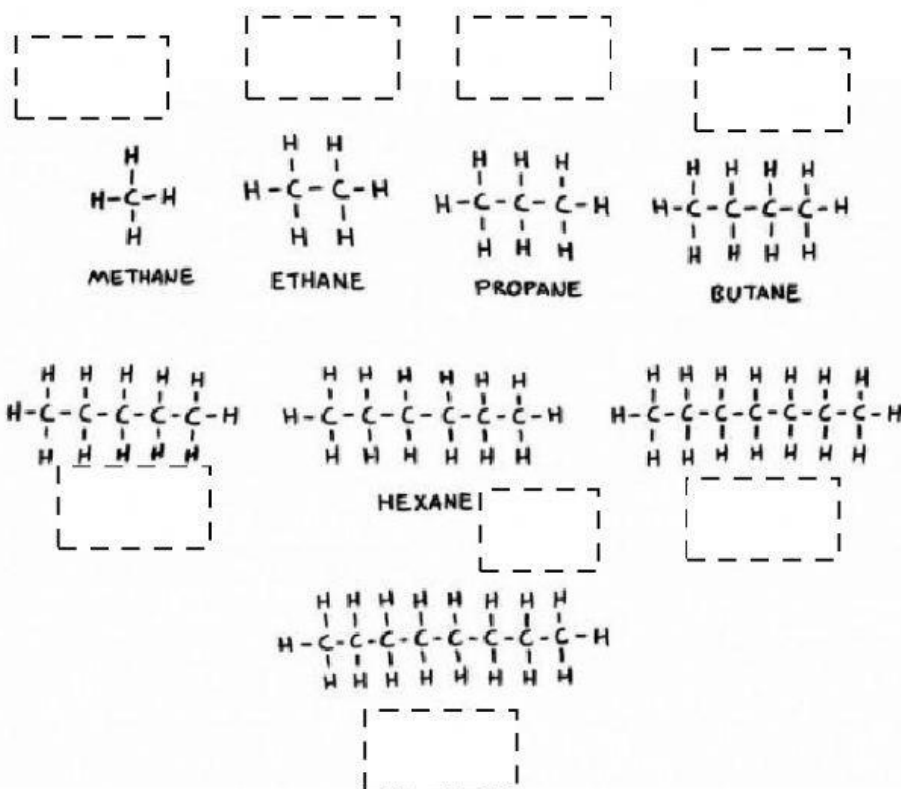 H
H-C-H
H
METHANE
H H
H-C-C-H
H H
ETHANE
H H H
H-C-C-C-H
H H H
PROPANE
H H H H
H-C-C-C-C-H
H H H H
BUTANE
H H H H H
H-C-C-C-C-C-H
H H H H H
H H H H H H
H-C-C-C-C-C-C-H
H H H H H H
HEXANE
H H H H H H H
H-C-C-C-C-C-C-C-H
H H H H H H H
H H H H H H H H
H-C-C-C-C-C-C-C-C-H
H H H H H H H H